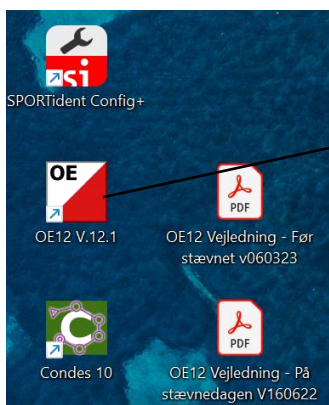 si
SPORTident Config+
OE
OE12 V.12.1
PDF
OE12 Vejledning - Før
stævnet v060323
Condes 10
PDF
OE12 Vejledning - På
stævnedagen V160622